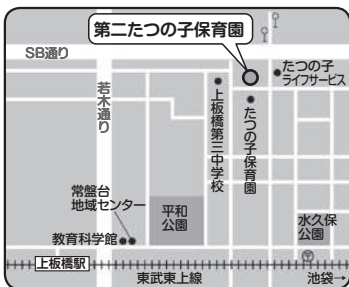 第二たつの子保育園
SB通り
たつの子
ライフサービス
若木通り
上板橋第三中学校
たつの子保育園
常盤台
地域センター
平和
公園
水久保
公園
教育科学館
上板橋駅
東武東上線
池袋→